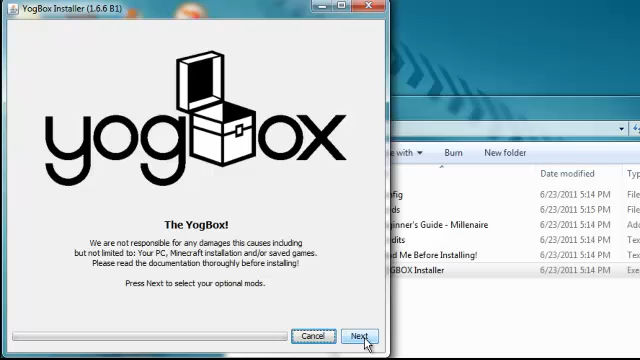 YogBox Installer (1.6.6 B1)
yogbox
The YogBox!
We are not responsible for any damages this causes including
but not limited to: Your PC, Minecraft installation and/or saved games.
Please read the documentation thoroughly before installing!
Press Next to select your optional mods.
Cancel
Next
e with
Burn
New folder
Date modified
Typ
nfig
6/23/2011 5:14 PM
File
ds
6/23/2011 5:15 PM
File
ginner's Guide - Millenaire
6/23/2011 5:14 PM
Tex
dits
6/23/2011 5:14 PM
Tex
d Me Before Installing!
6/23/2011 5:14 PM
Tex
GBOX Installer
6/23/2011 5:14 PM
Exe